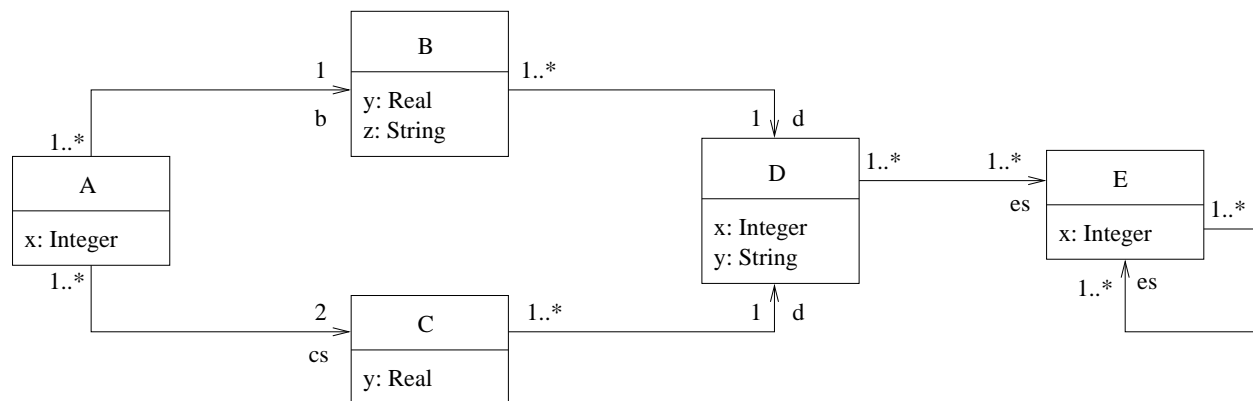 B
y: Real
z: String
1
b
1..*
1..*
1
d
A
x: Integer
1..*
D
x: Integer
y: String
1..*
1..*
es
E
x: Integer
1..*
1..*
es
2
cs
C
y: Real
1..*
1
d